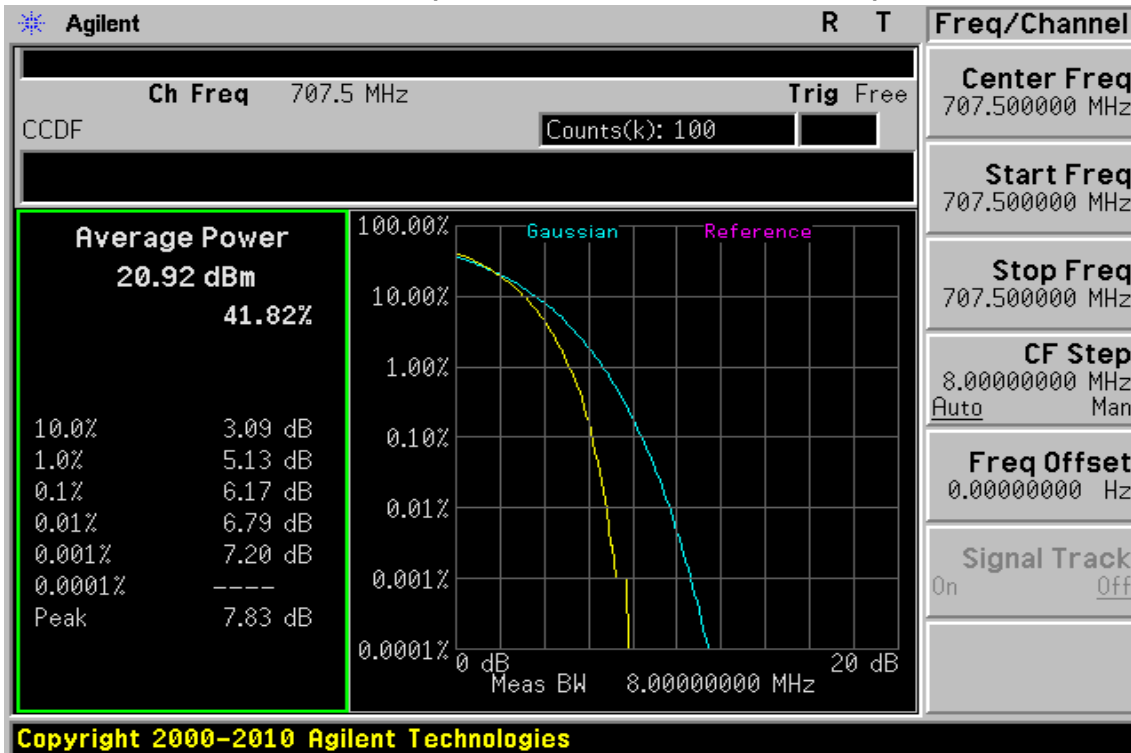 Agilent R T
Ch Freq 707.5 MHz Trig Free
CCDF Counts(k): 100
Average Power
20.92 dBm
41.82%
10.0% 3.09 dB
1.0% 5.13 dB
0.1% 6.17 dB
0.01% 6.79 dB
0.001% 7.20 dB
0.0001% ----
Peak 7.83 dB
Gaussian Reference
100.00%
10.00%
1.00%
0.10%
0.01%
0.001%
0.0001%
0 dB 20 dB
Meas BW 8.00000000 MHz
Freq/Channel
Center Freq
707.500000 MHz
Start Freq
707.500000 MHz
Stop Freq
707.500000 MHz
CF Step
8.00000000 MHz
Auto Man
Freq Offset
0.00000000 Hz
Signal Track
On Off
Copyright 2000-2010 Agilent Technologies